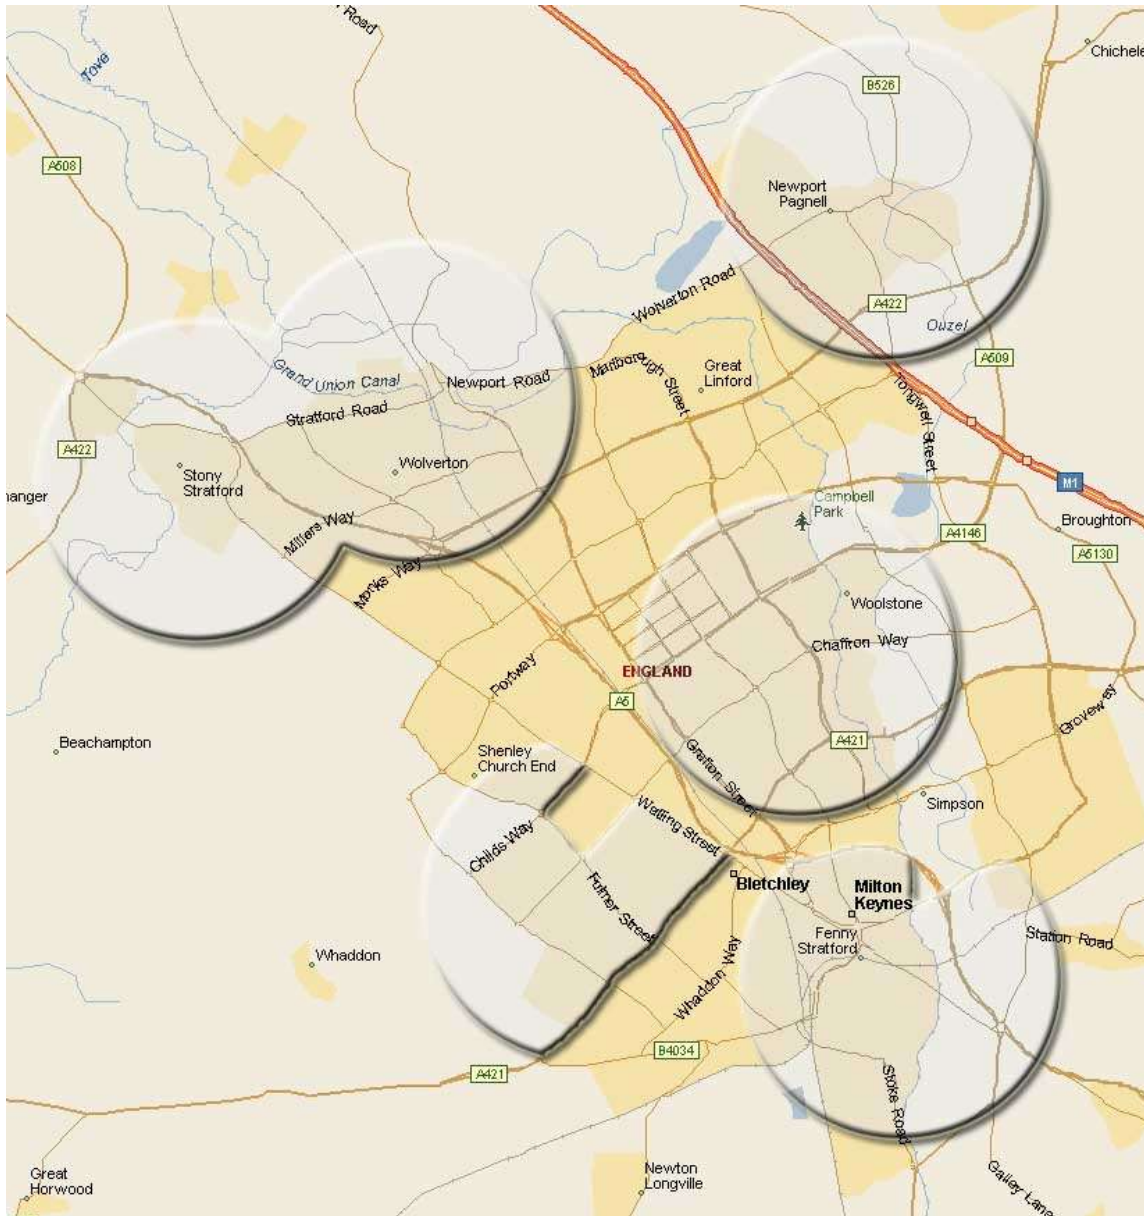 Road
Chichele
Tove
B526
A508
Newport
Pagnell
Wolverton Road
A422
Ouzel
A509
Grand Union Canal
Newport Road
Marlborough Street
Great
Linford
Stratford Road
Tongwell Street
A422
Stony
Stratford
Wolverton
M1
hanger
Campbell
Park
Millers Way
Broughton
A4146
A5130
Monks Way
Woolstone
Chaffron Way
Portway
ENGLAND
A5
Groveway
Beachampton
A421
Shenley
Church End
Grafton Street
Simpson
Watling Street
Childs Way
Bletchley
Fulmer Street
Milton
Keynes
Fenny
Stratford
Station Road
Whaddon
Whaddon Way
B4034
A421
Stoke Road
Great
Horwood
Newton
Longville
Galley Lane